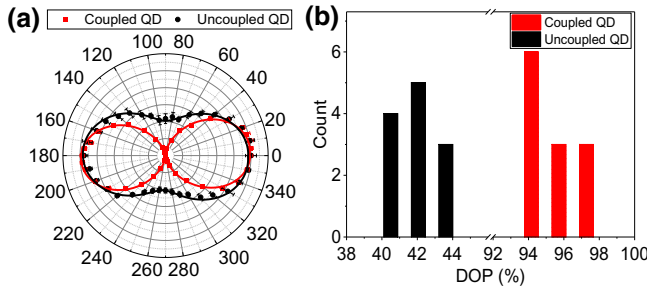 (a) Coupled QD Uncoupled QD
100 80
120 60
140 40
160 20
180 0
200 340
220 320
240 300
260 280
(b)
Coupled QD
Uncoupled QD
Count
6
4
2
0
38 40 42 44 92 94 96 98 100
DOP (%)